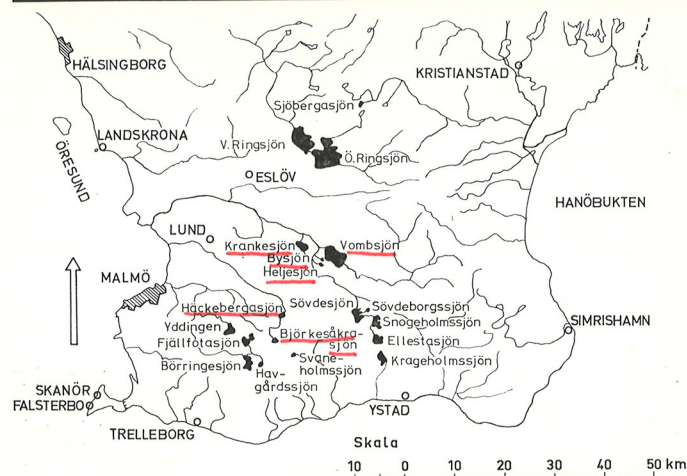 HÄLSINGBORG
KRISTIANSTAD
Sjöbergasjön
LANDSKRONA
V.Ringsjön
Ö.Ringsjön
ÖRESUND
ESLÖV
HANÖBUKTEN
LUND
Krankesjön
Vombsjön
Bysjön
Heljesjön
MALMÖ
Häckebergasjön
Sövdesjön
Sövdeborgssjön
Snogeholmssjön
SIMRISHAMN
Yddingen
Fjällfotasjön
Björkesåkra-
sjön
Ellestasjön
Börringesjön
Svane-
holmssjön
Krageholmssjön
Hav-
gårdssjön
SKANÖR
FALSTERBO
YSTAD
TRELLEBORG
Skala
10 0 10 20 30 40 50 km